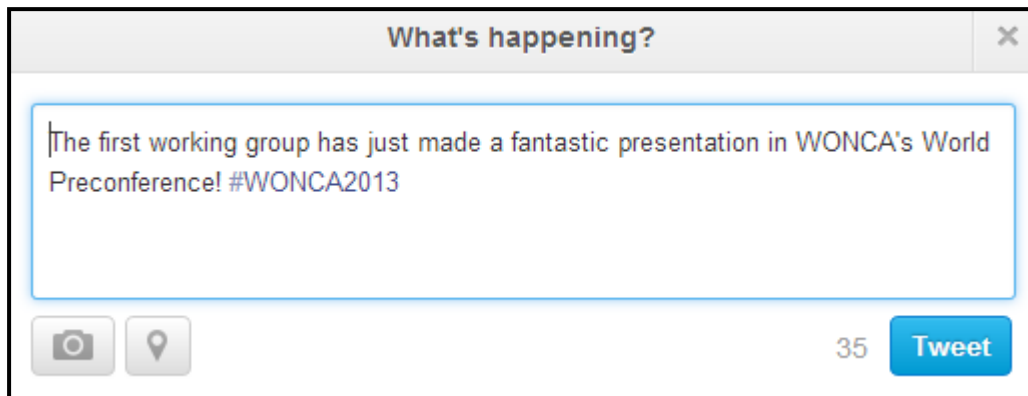 What's happening?
The first working group has just made a fantastic presentation in WONCA's World
Preconference! #WONCA2013
35 Tweet